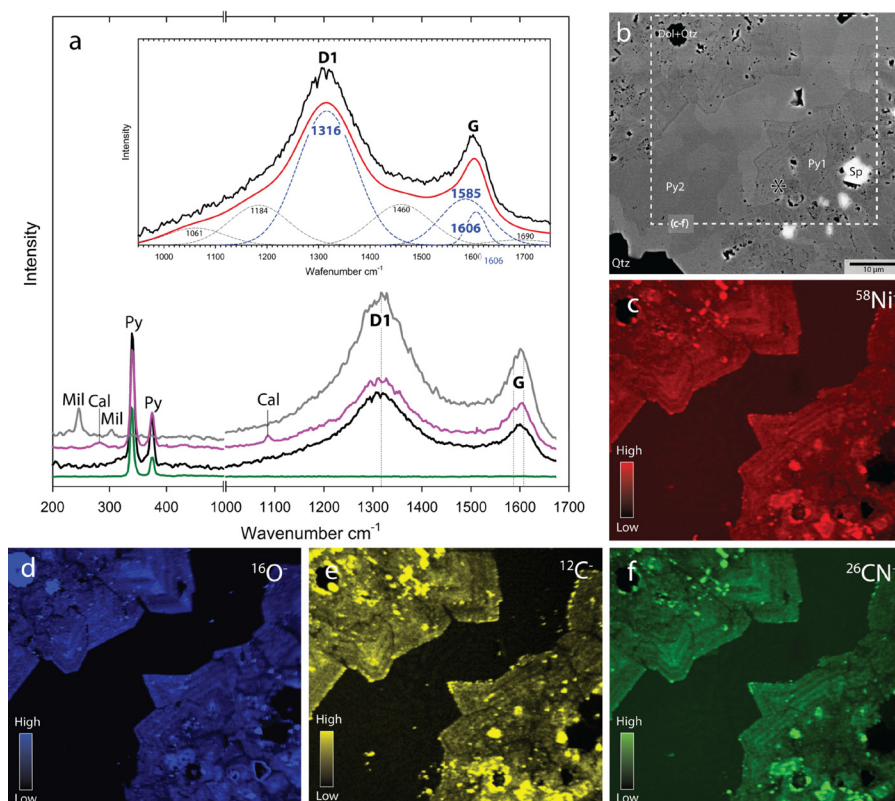 a
D1
1316
G
1585
1606
1061
1184
1460
1690
1606
Intensity
1000 1100 1200 1300 1400 1500 1600 1700
Wafenumber cm-1
Intensity
Py
Mil Cal Mil Py
Cal
D1
G
200 300 400 1000 1100 1200 1300 1400 1500 1600 1700
Wavenumber cm-1
b
Dol+Qtz
Py1
Sp
Py2
(c-f)
Qtz
10 µm
c
58Ni-
High
Low
d
16O-
High
Low
e
12C-
High
Low
f
26CN-
High
Low